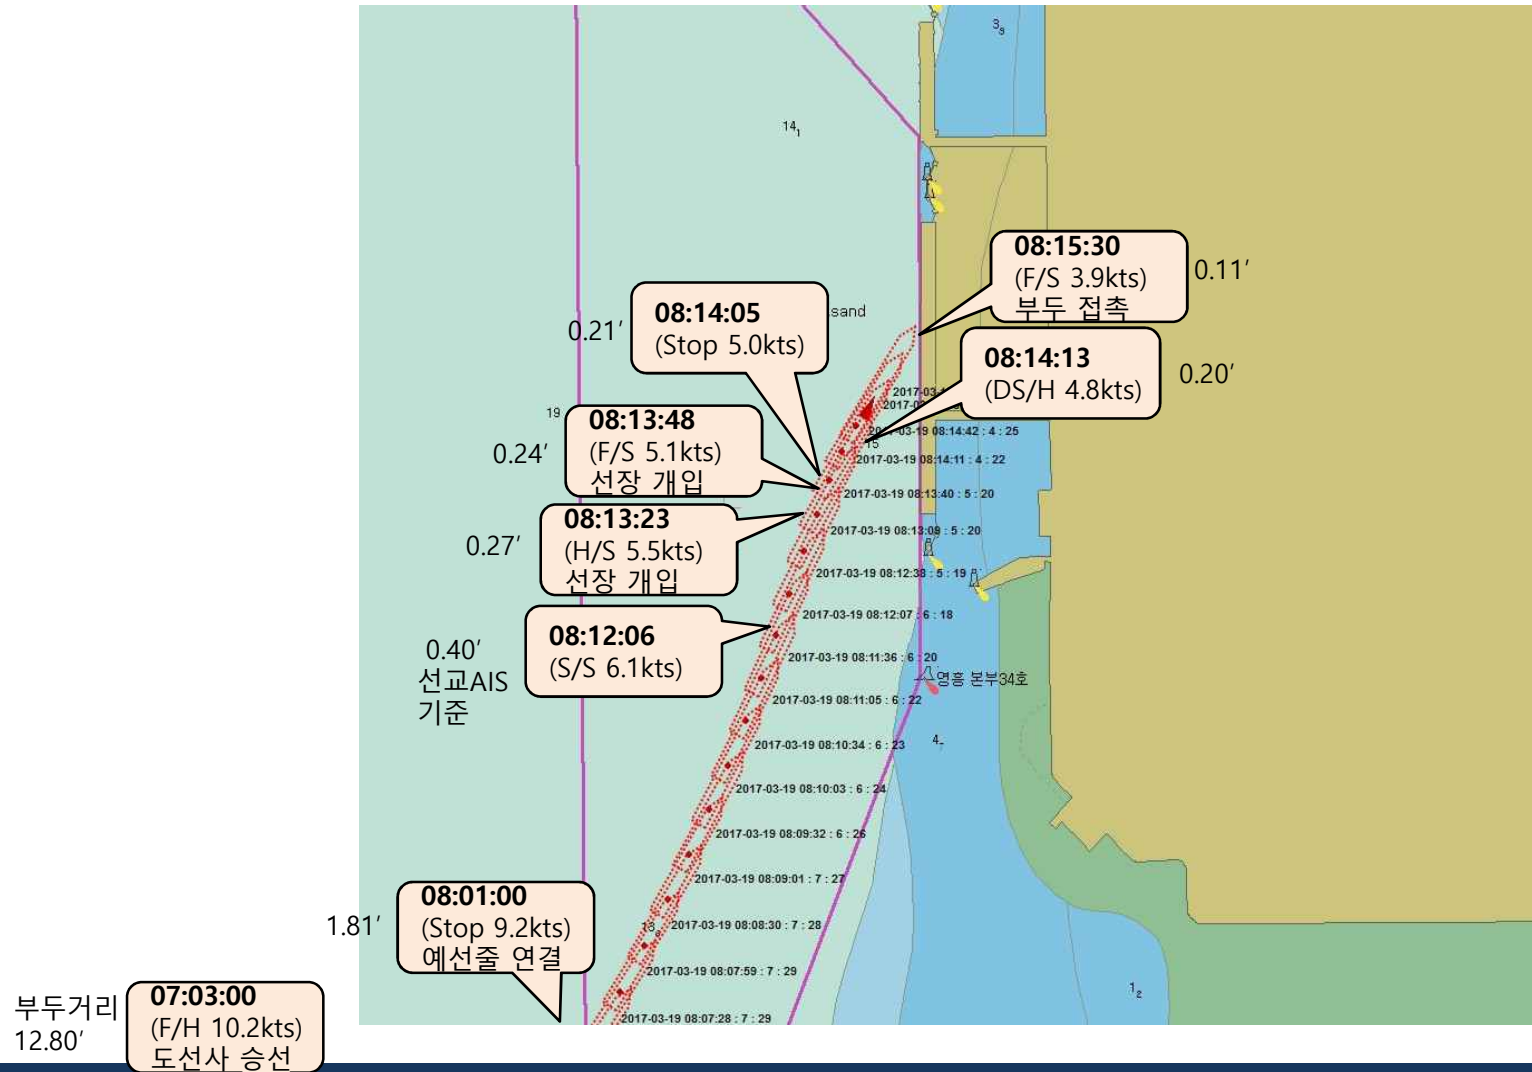 3₉
14₁
08:15:30
(F/S 3.9kts)
부두 접촉
0.11′
.sand
08:14:05
(Stop 5.0kts)
0.21′
08:14:13
(DS/H 4.8kts)
0.20′
2017-03-1
2017-0
19
08:13:48
(F/S 5.1kts)
선장 개입
0.24′
2017-03-19 08:14:42 : 4 : 25
15
2017-03-19 08:14:11 : 4 : 22
2017-03-19 08:13:40 : 5 : 20
08:13:23
(H/S 5.5kts)
선장 개입
0.27′
2017-03-19 08:13:09 : 5 : 20
2017-03-19 08:12:38 : 5 : 19
2017-03-19 08:12:07 : 6 : 18
08:12:06
(S/S 6.1kts)
0.40′
선교AIS
기준
2017-03-19 08:11:36 : 6 : 20
영흥 본부34호
2017-03-19 08:11:05 : 6 : 22
2017-03-19 08:10:34 : 6 : 23
4₇
2017-03-19 08:10:03 : 6 : 24
2017-03-19 08:09:32 : 6 : 26
2017-03-19 08:09:01 : 7 : 27
08:01:00
(Stop 9.2kts)
예선줄 연결
1.81′
2017-03-19 08:08:30 : 7 : 28
2017-03-19 08:07:59 : 7 : 29
1₂
2017-03-19 08:07:28 : 7 : 29
부두거리
12.80′
07:03:00
(F/H 10.2kts)
도선사 승선